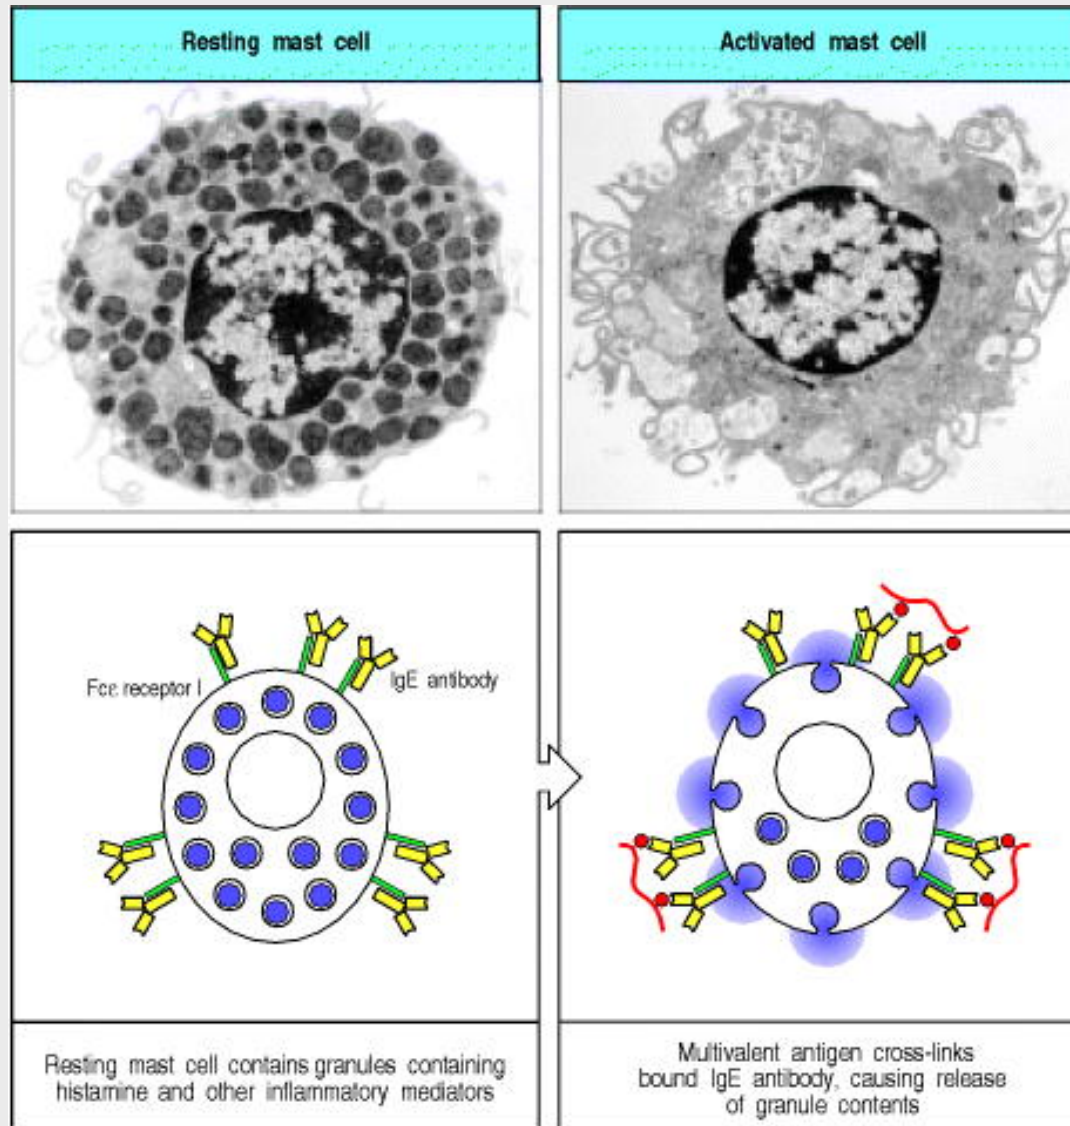 Resting mast cell
Activated mast cell
Fcε receptor I
IgE antibody
Resting mast cell contains granules containing
histamine and other inflammatory mediators
Multivalent antigen cross-links
bound IgE antibody, causing release
of granule contents